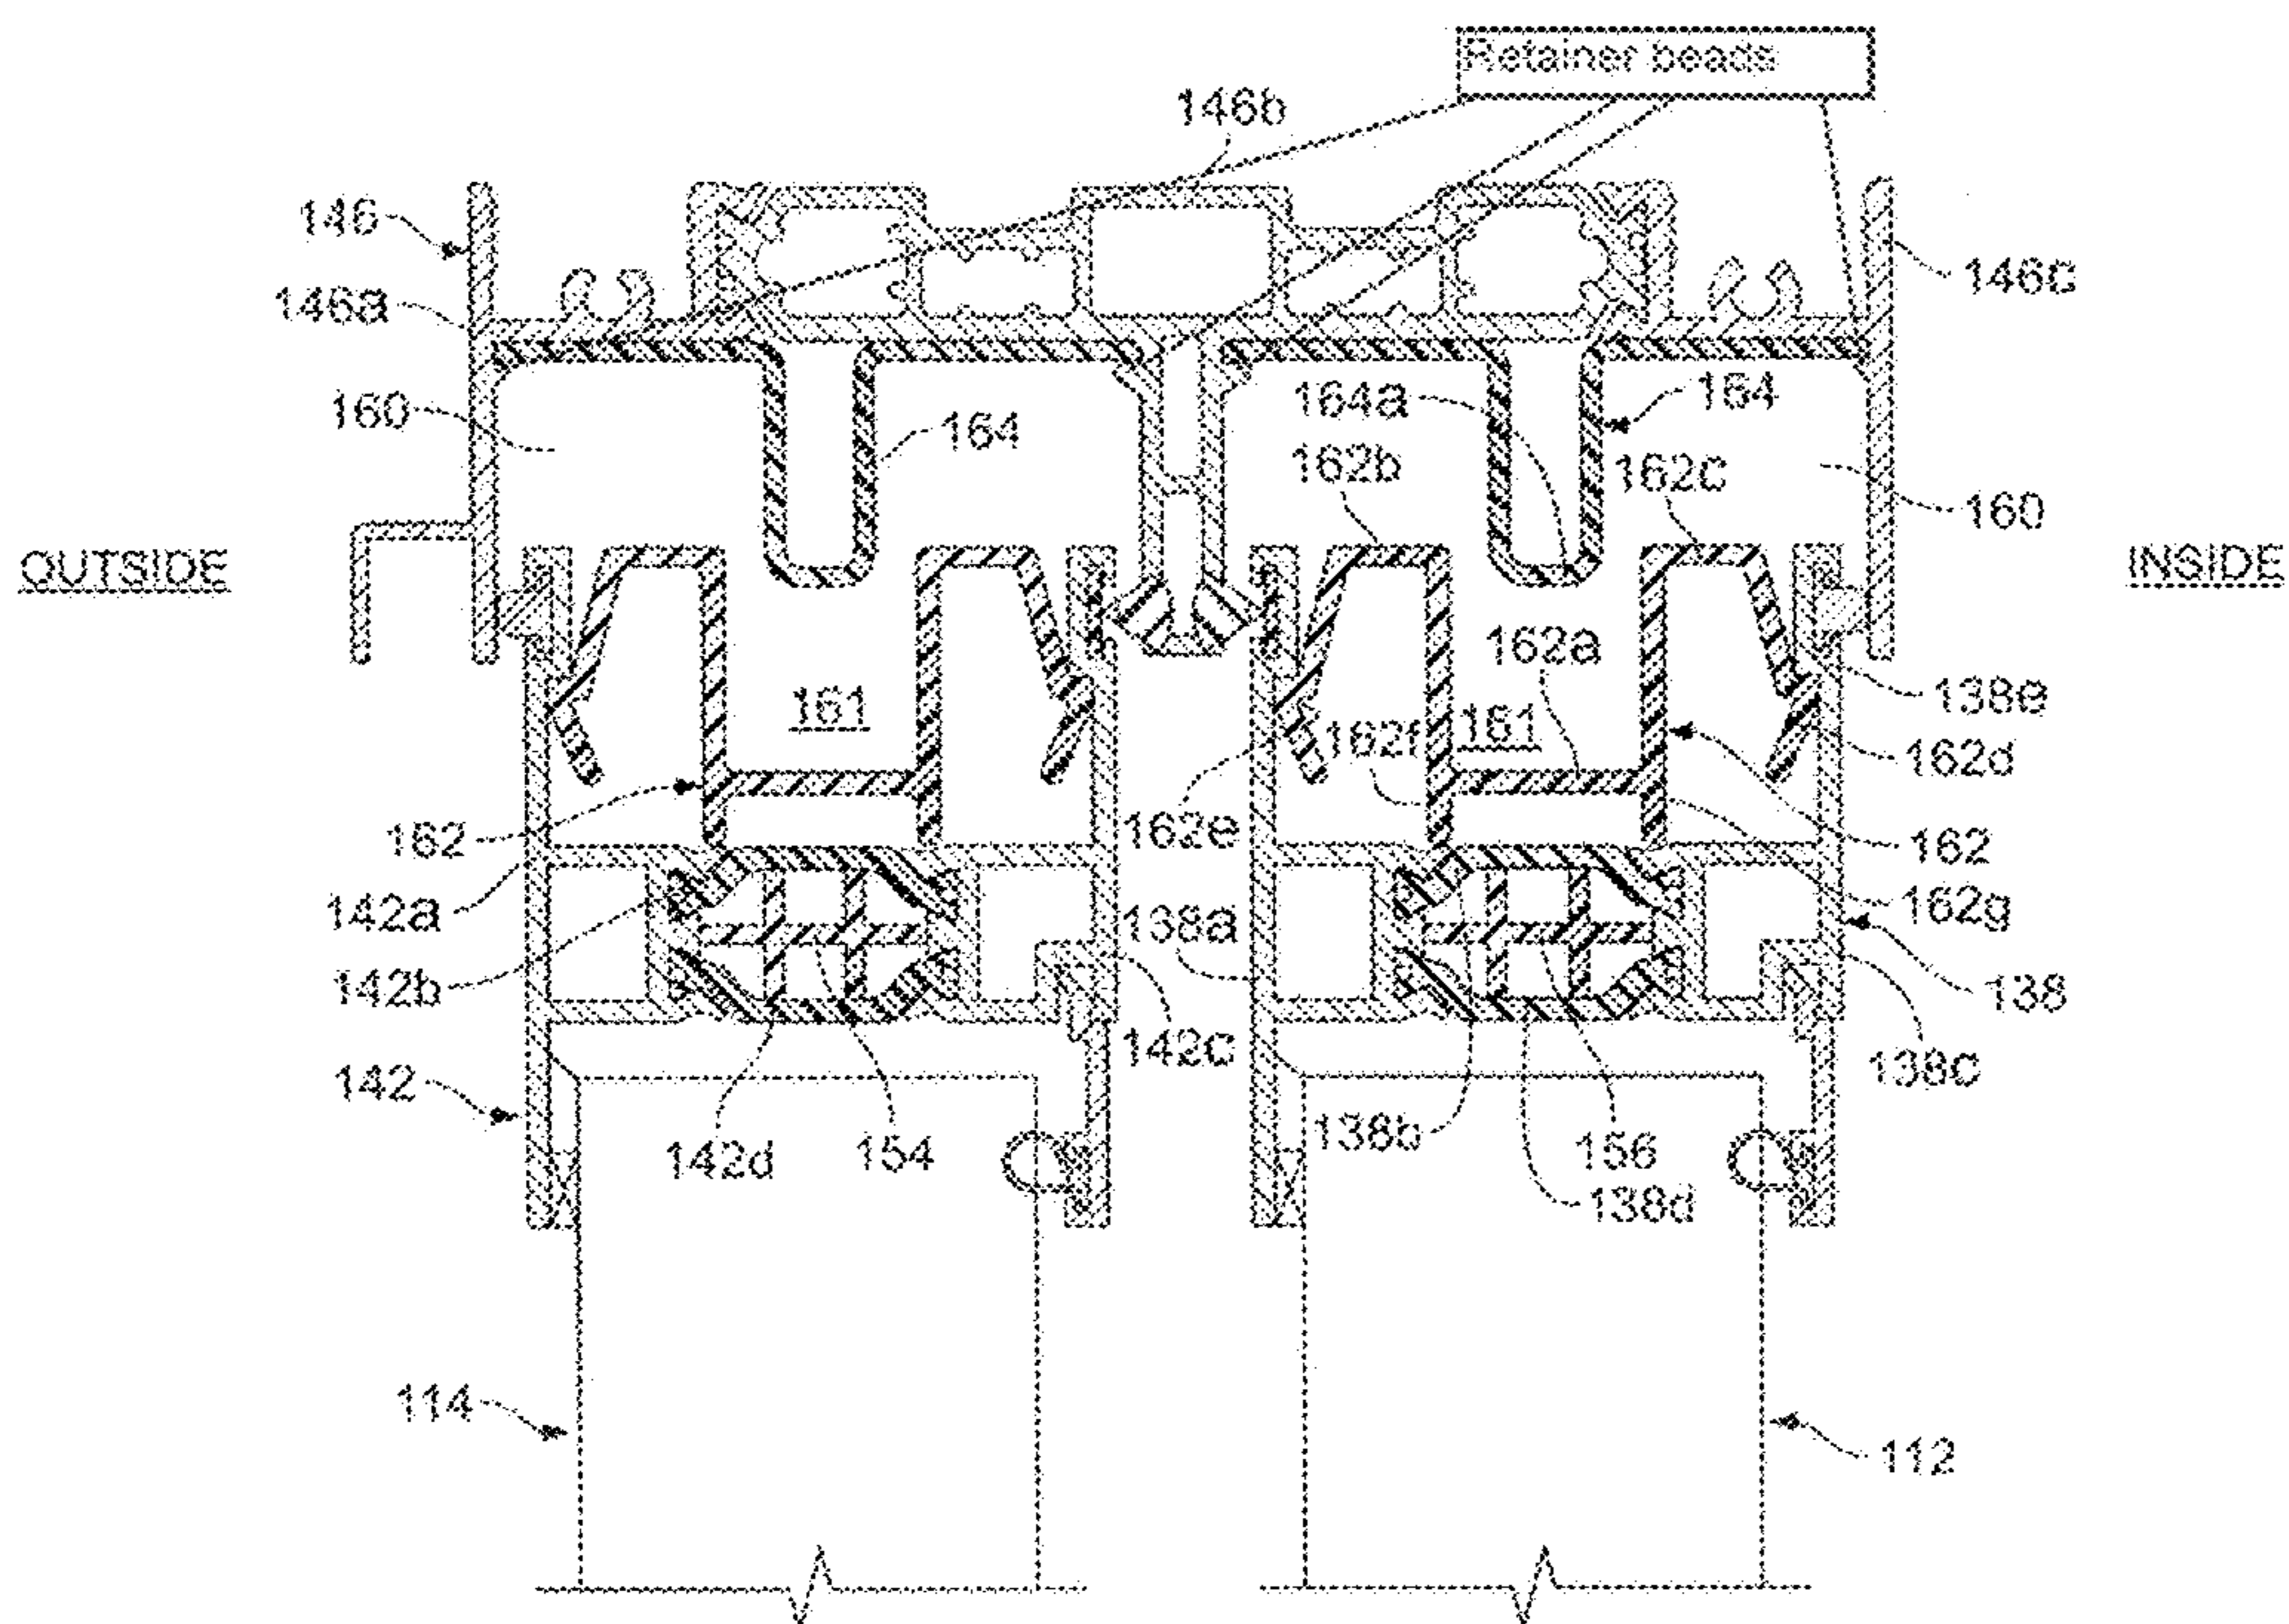 Retainer beads
146b
146
146c
146a
164a
164
160
164
162b
162c
160
OUTSIDE
INSIDE
162a
161
138e
162f
161
162d
162
162e
162
142a
138a
162g
142b
138
142c
138c
142
138b
142d
154
156
138d
114
112